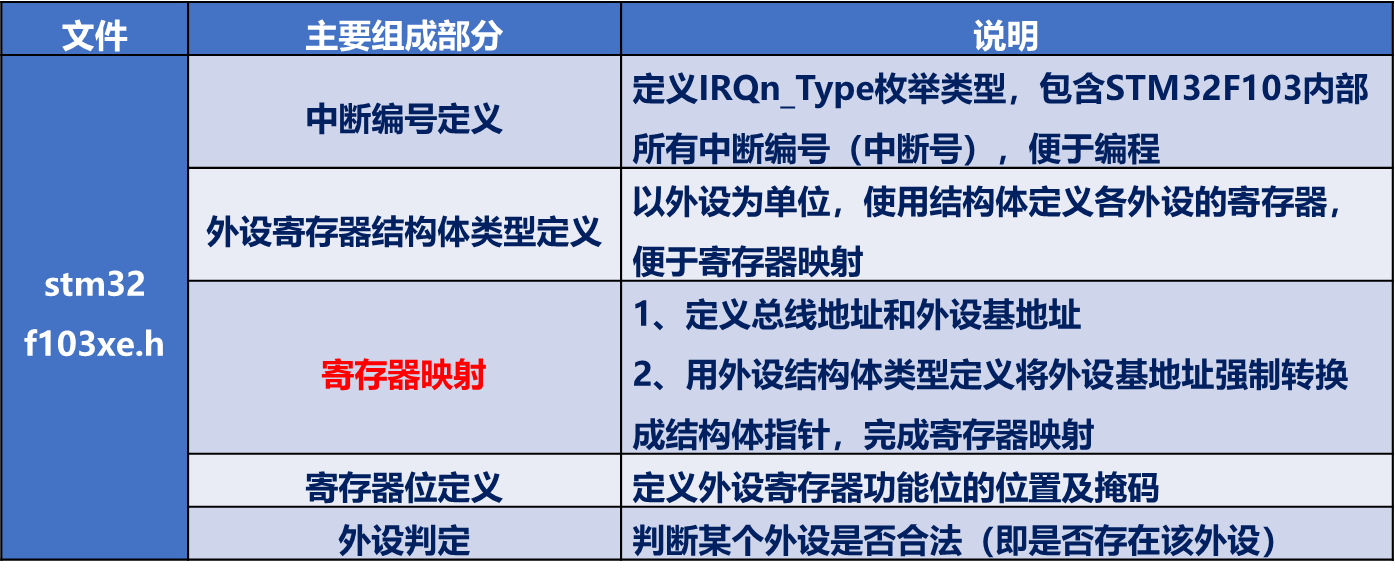 文件
主要组成部分
说明
stm32
f103xe.h
中断编号定义
定义IRQn_Type枚举类型，包含STM32F103内部
所有中断编号（中断号），便于编程
外设寄存器结构体类型定义
以外设为单位，使用结构体定义各外设的寄存器，
便于寄存器映射
寄存器映射
1、定义总线地址和外设基地址
2、用外设结构体类型定义将外设基地址强制转换
成结构体指针，完成寄存器映射
寄存器位定义
定义外设寄存器功能位的位置及掩码
外设判定
判断某个外设是否合法（即是否存在该外设）